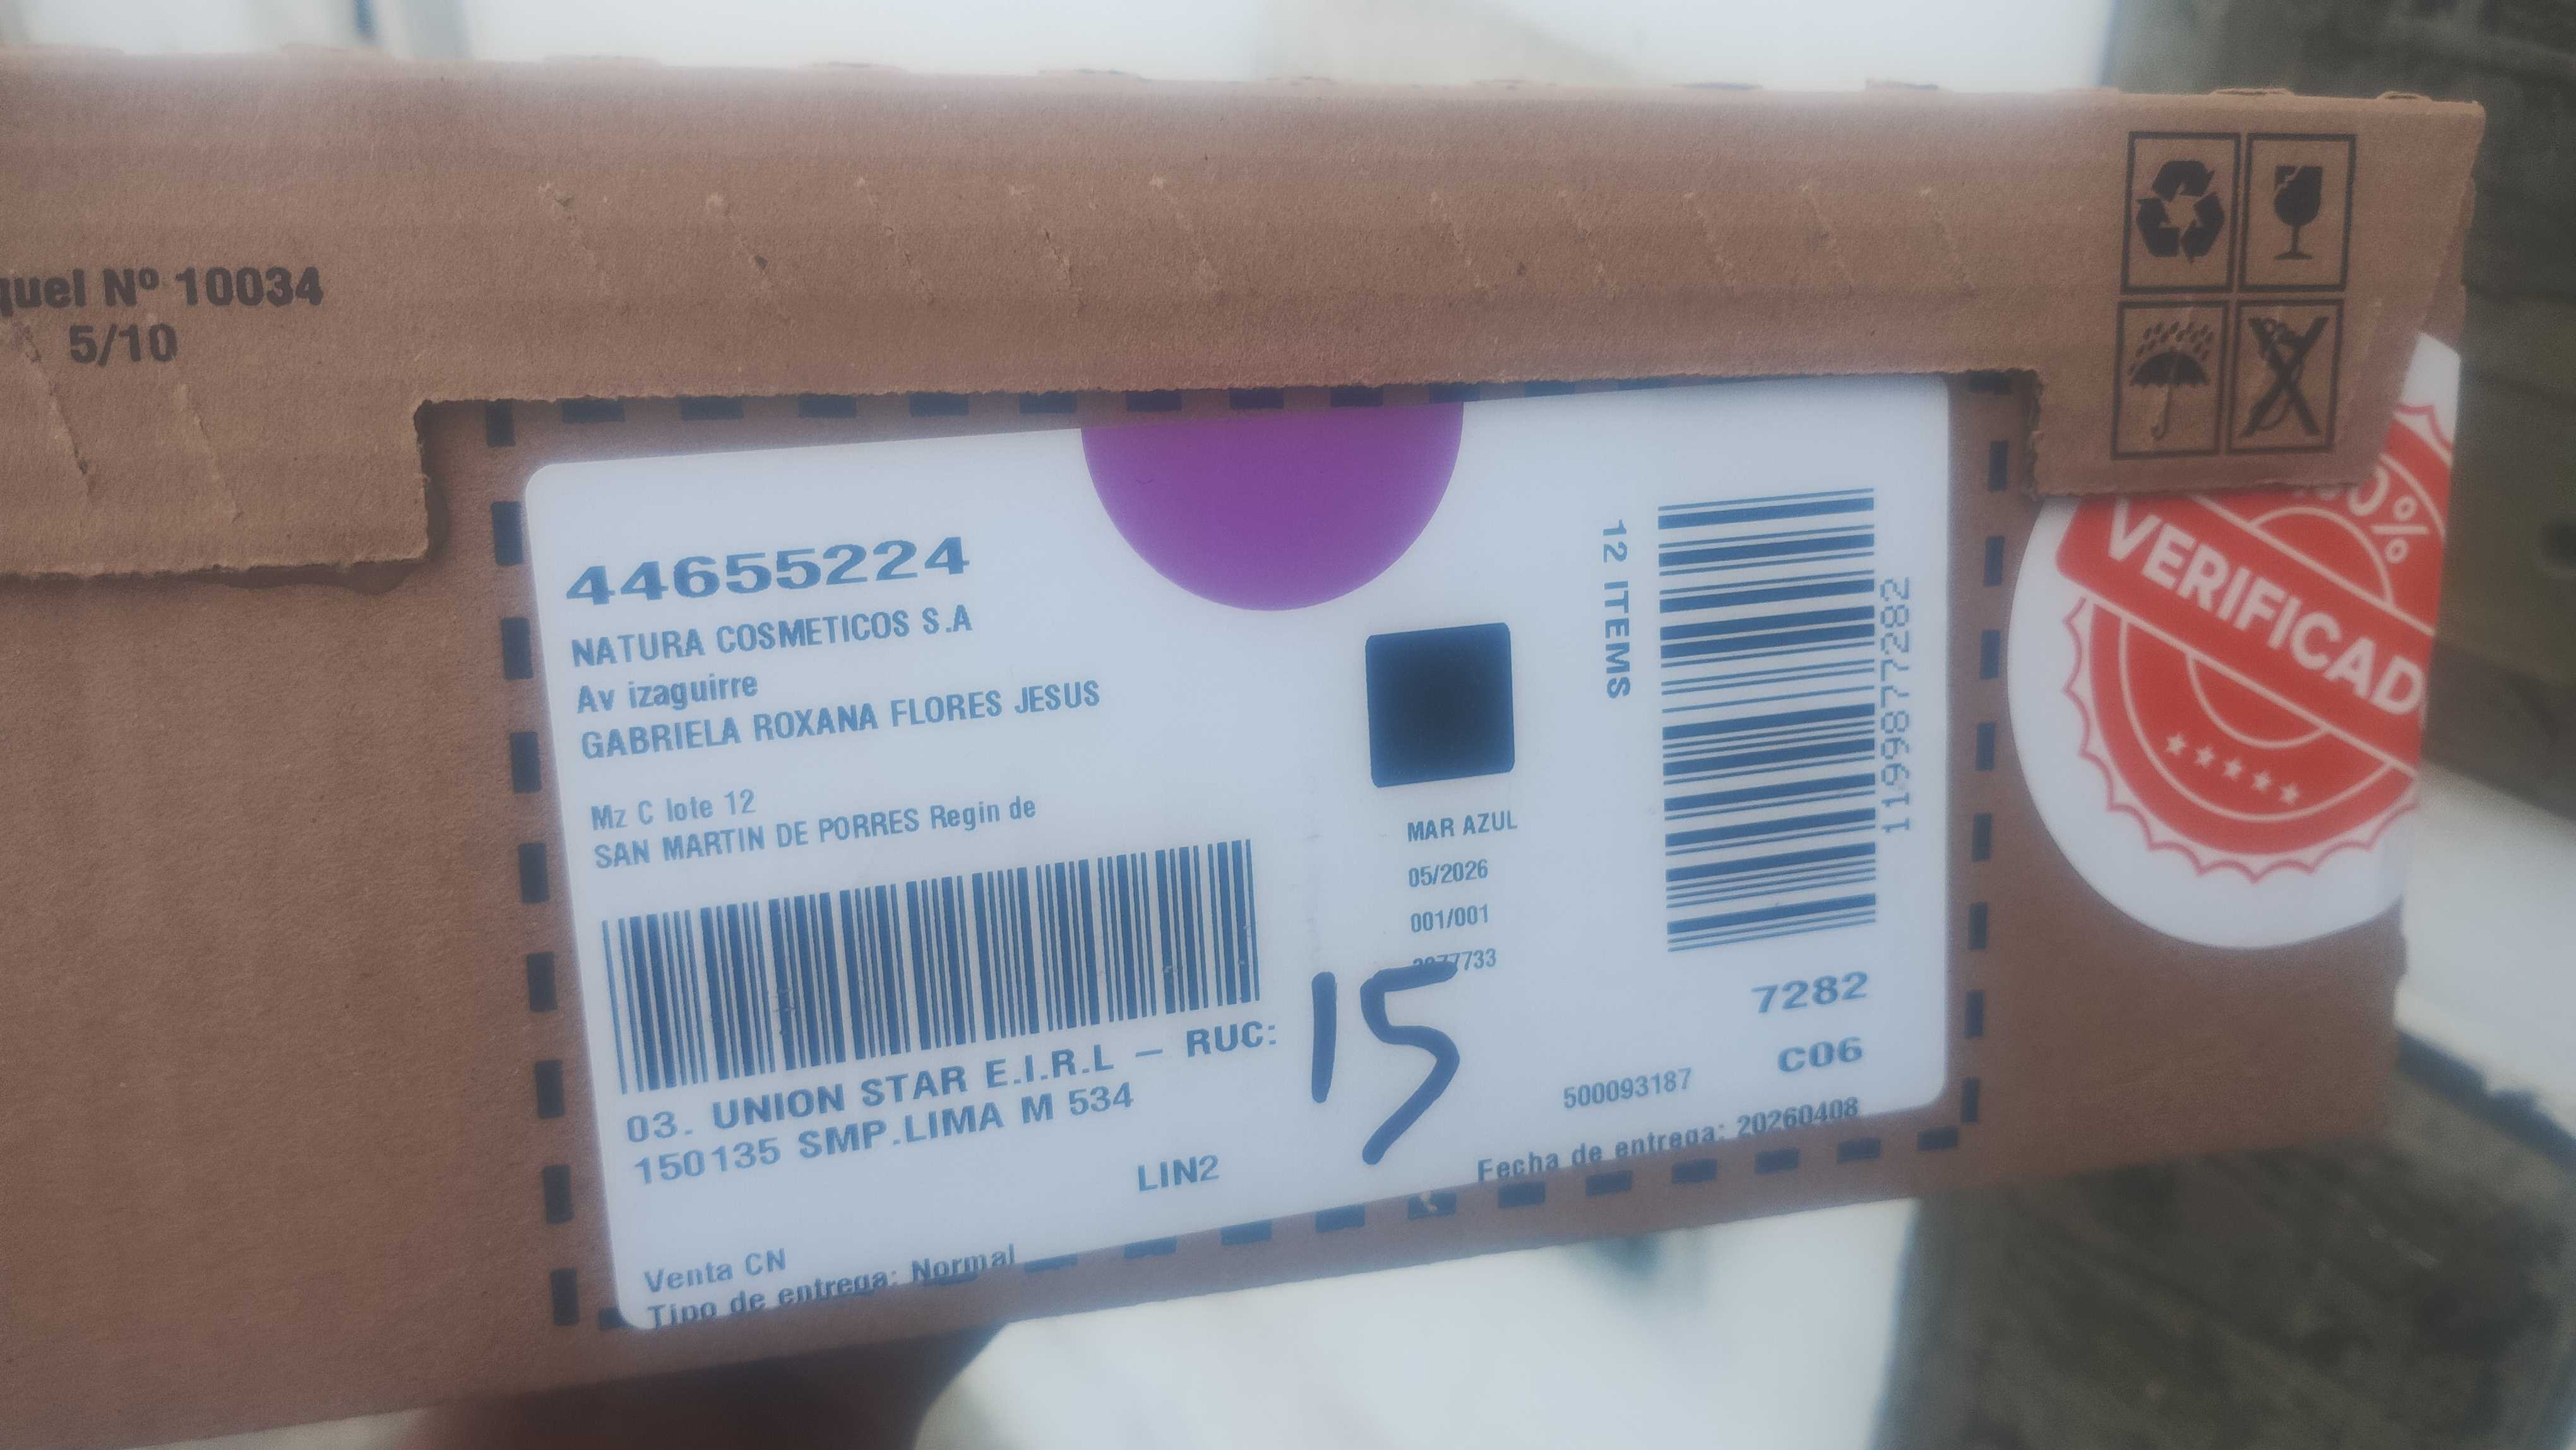 Nº 10034
5/10
44655224
NATURA COSMETICOS S.A
Av izaguirre
GABRIELA ROXANA FLORES JESUS
Mz C lote 12
SAN MARTIN DE PORRES Regin de
03. UNION STAR E.I.R.L – RUC:
150135 SMP.LIMA M 534
LIN2
Venta CN
Tipo de entrega: Normal
MAR AZUL
05/2026
001/001
15
12 ITEMS
1199877282
7282
C06
500093187
Fecha de entrega: 20260408
VERIFICAD